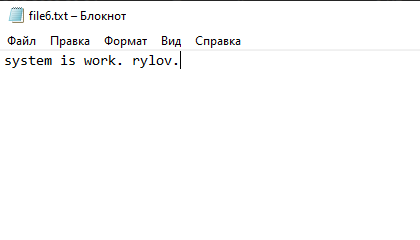 file6.txt – Блокнот
Файл Правка Формат Вид Справка
system is work. rylov.